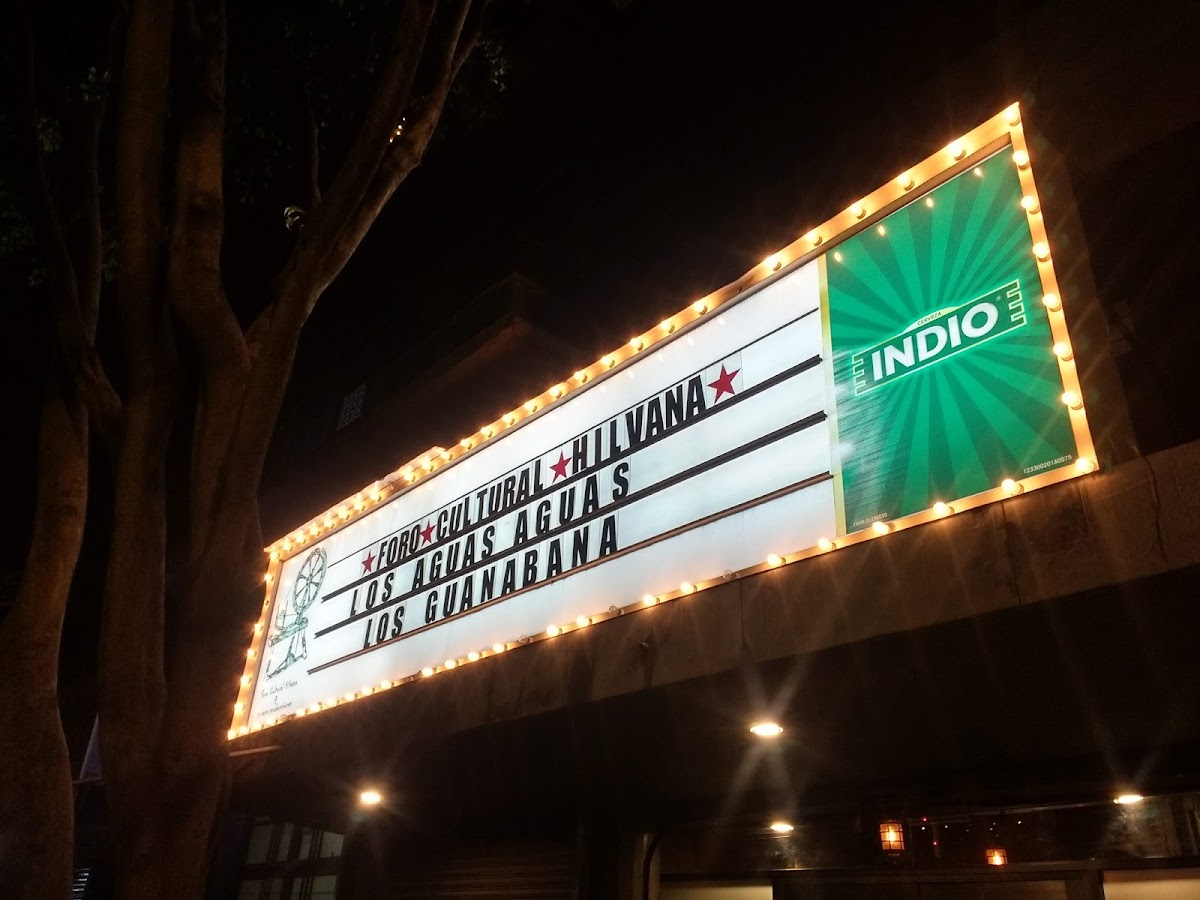 ★FORO★CULTURAL★HILVANA★
LOS AGUAS AGUAS
LOS GUANABANA
CERVEZA
INDIO